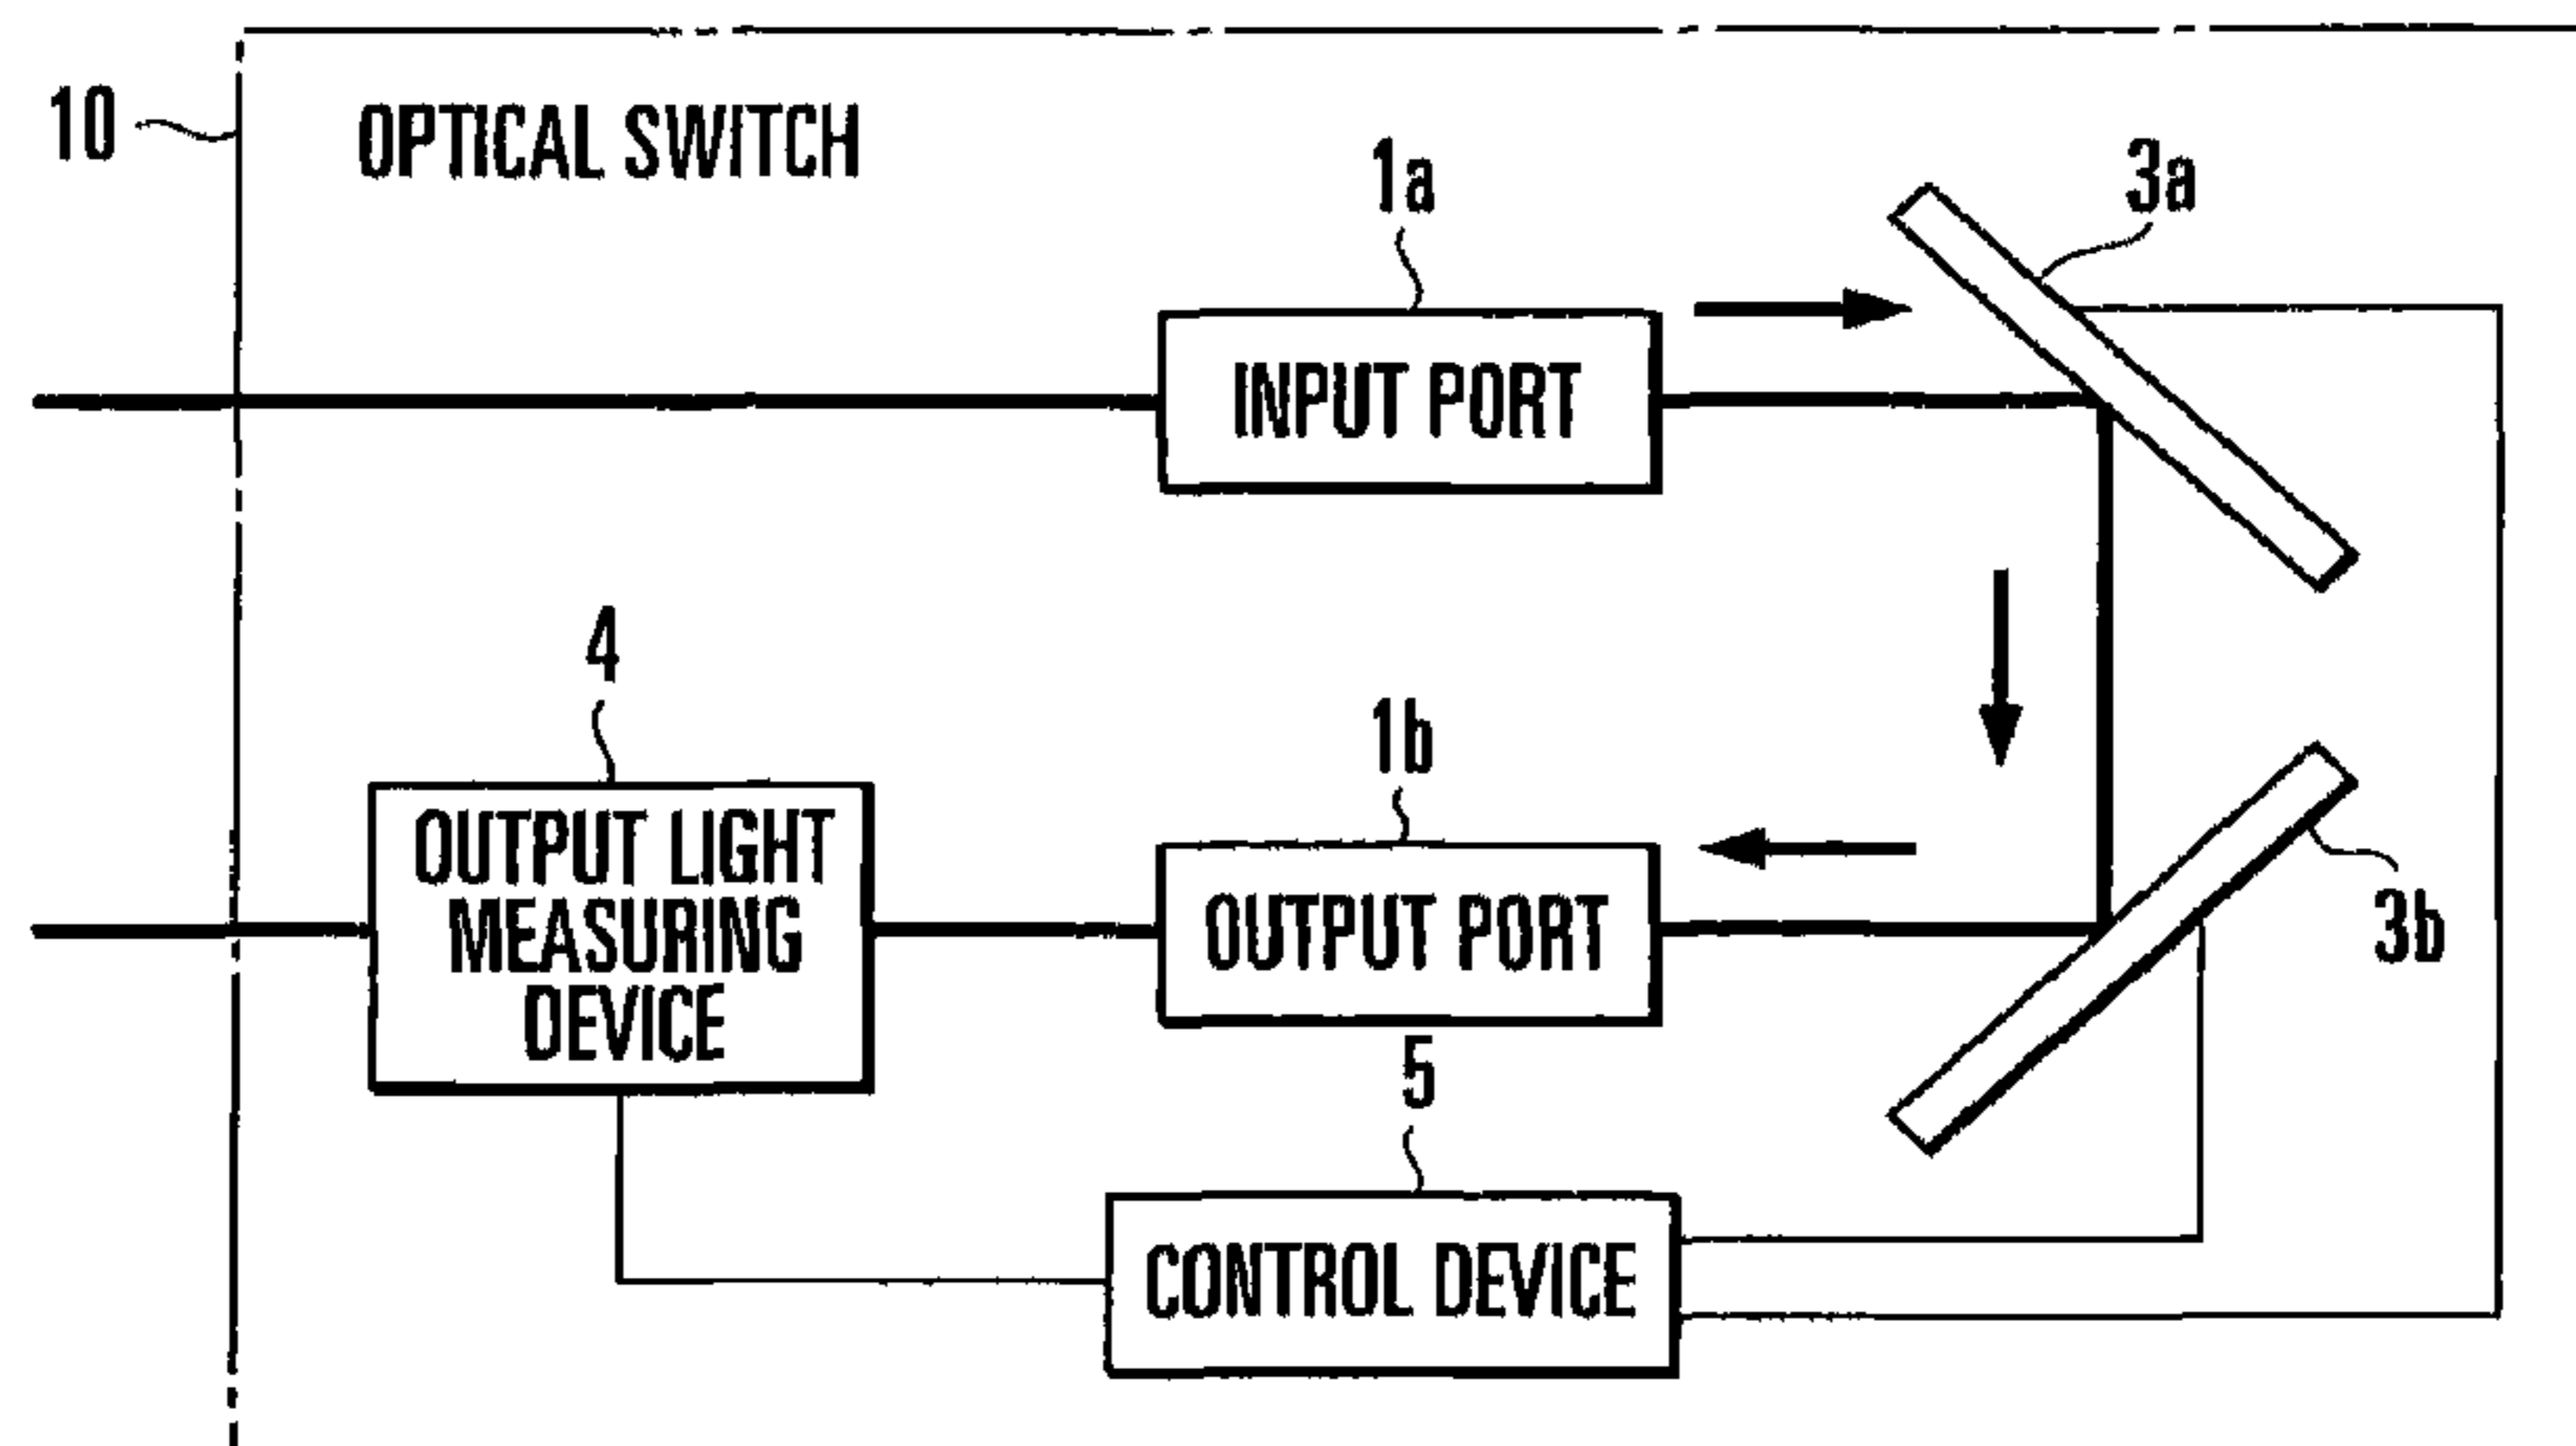 10
OPTICAL SWITCH
1a
3a
INPUT PORT
4
1b
OUTPUT LIGHT
MEASURING
DEVICE
OUTPUT PORT
3b
5
CONTROL DEVICE